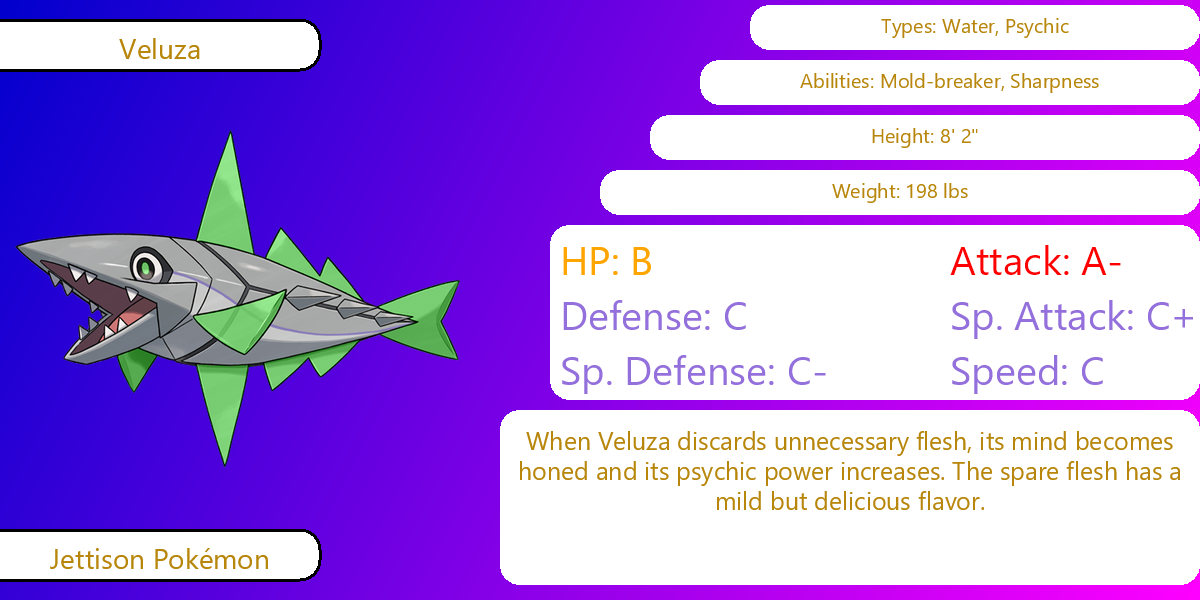 Veluza
Types: Water, Psychic
Abilities: Mold-breaker, Sharpness
Height: 8' 2"
Weight: 198 lbs
HP: B
Attack: A-
Defense: C
Sp. Attack: C+
Sp. Defense: C-
Speed: C
When Veluza discards unnecessary flesh, its mind becomes
honed and its psychic power increases. The spare flesh has a
mild but delicious flavor.
Jettison Pokémon